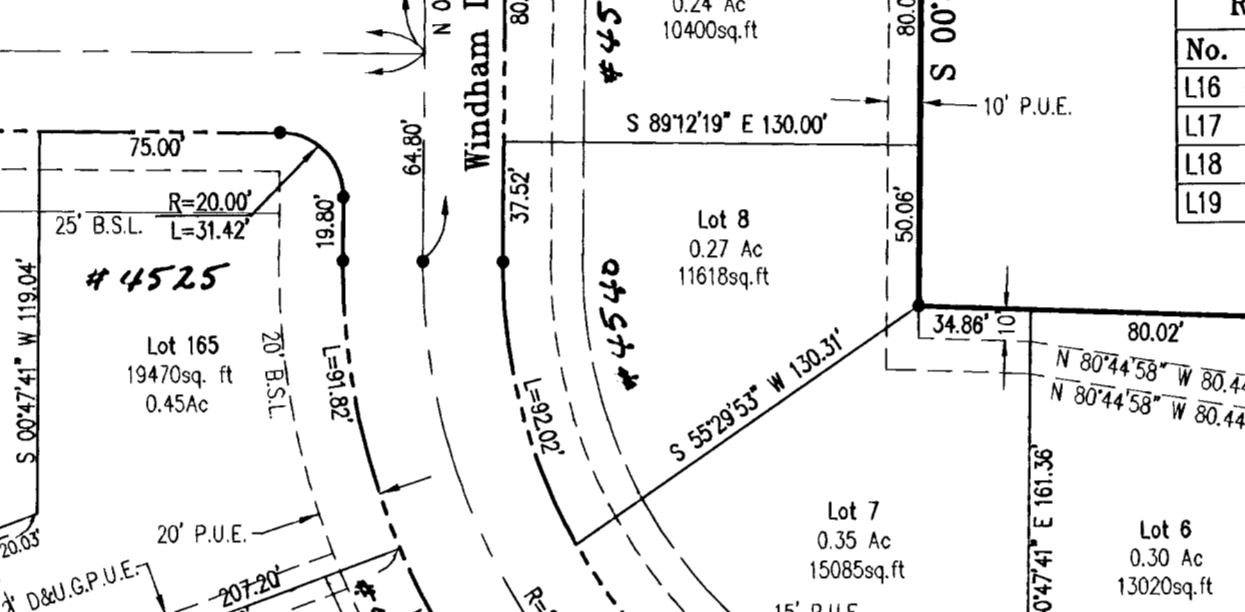 0.24 Ac
10400sq.ft
#45
80.0
S 00°
No.
L16
L17
L18
L19
10' P.U.E.
Windham
N
80.
S 89°12'19" E 130.00'
75.00'
64.80'
37.52'
50.06'
R=20.00'
L=31.42'
25' B.S.L.
19.80'
#4525
Lot 8
0.27 Ac
11618sq.ft
#4540
S 00°47'41" W 119.04'
Lot 165
19470sq. ft
0.45Ac
20' B.S.L.
L=91.82'
L=92.02'
S 55°29'53" W 130.31'
34.86'
10'
80.02'
N 80°44'58" W 80.44
N 80°44'58" W 80.44
20' P.U.E.
20.03'
D&U.G.P.U.E.
207.20'
Lot 7
0.35 Ac
15085sq.ft
0°47'41" E 161.36'
Lot 6
0.30 Ac
13020sq.ft
15' P.U.E.